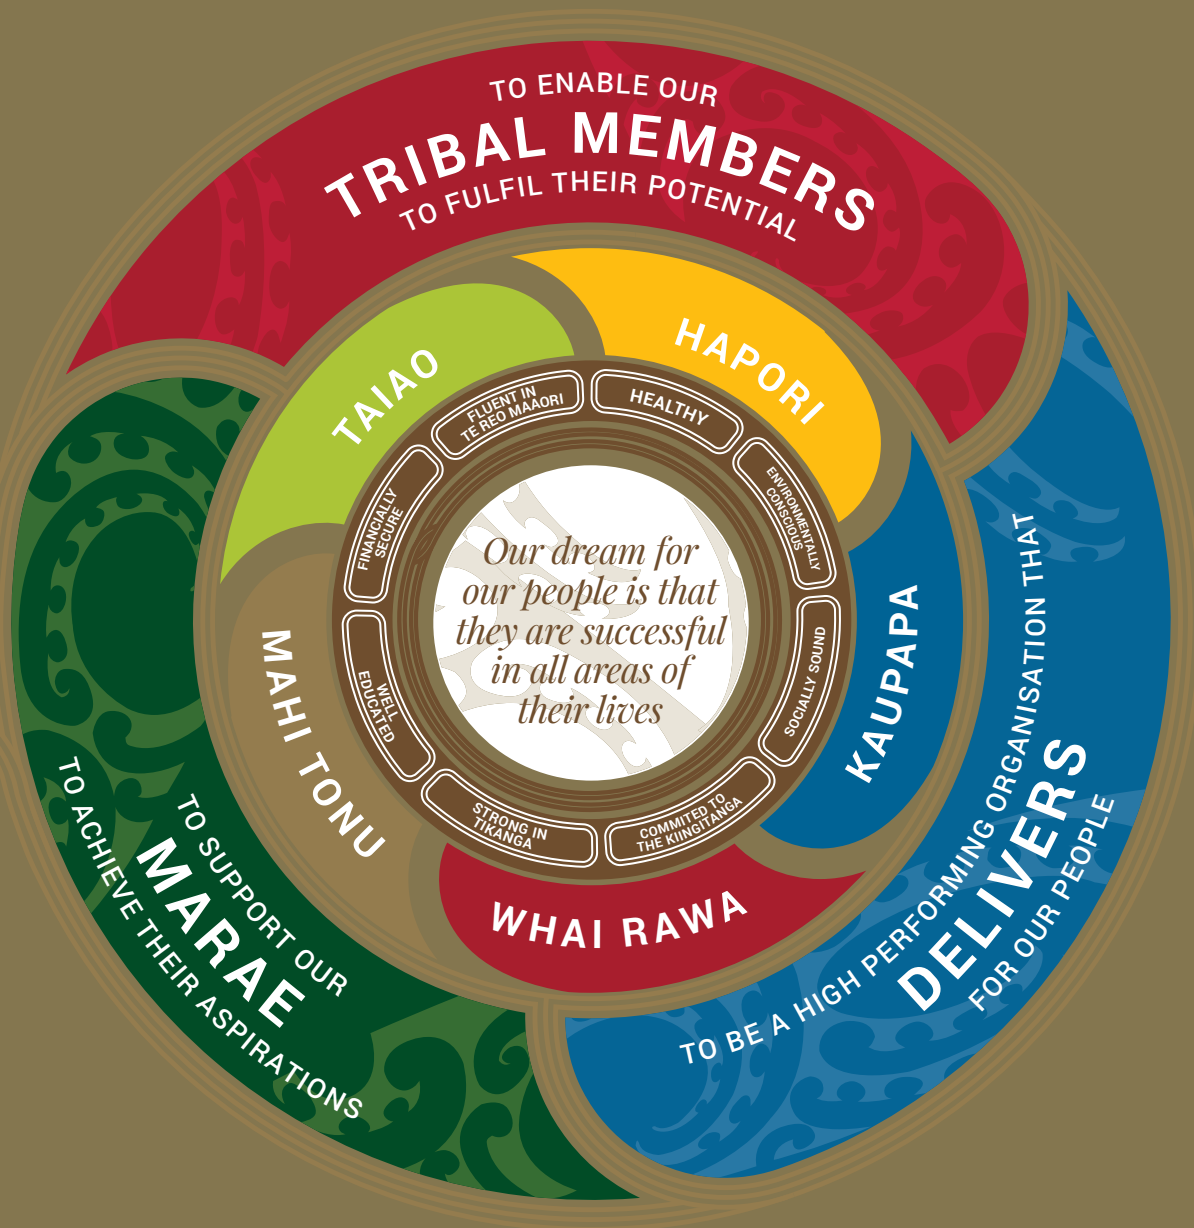 TO ENABLE OUR
TRIBAL MEMBERS
TO FULFIL THEIR POTENTIAL
TAIAO
HAPORI
KAUPAPA
WHAI RAWA
MAHI TONU
FLUENT IN
TE REO MAAORI
HEALTHY
ENVIRONMENTALLY
CONSCIOUS
SOCIALLY SOUND
COMMITED TO
THE KIINGITANGA
STRONG IN
TIKANGA
WELL
EDUCATED
FINANCIALLY
SECURE
Our dream for
our people is that
they are successful
in all areas of
their lives
TO BE A HIGH PERFORMING ORGANISATION THAT
DELIVERS
FOR OUR PEOPLE
TO SUPPORT OUR
MARAE
TO ACHIEVE THEIR ASPIRATIONS